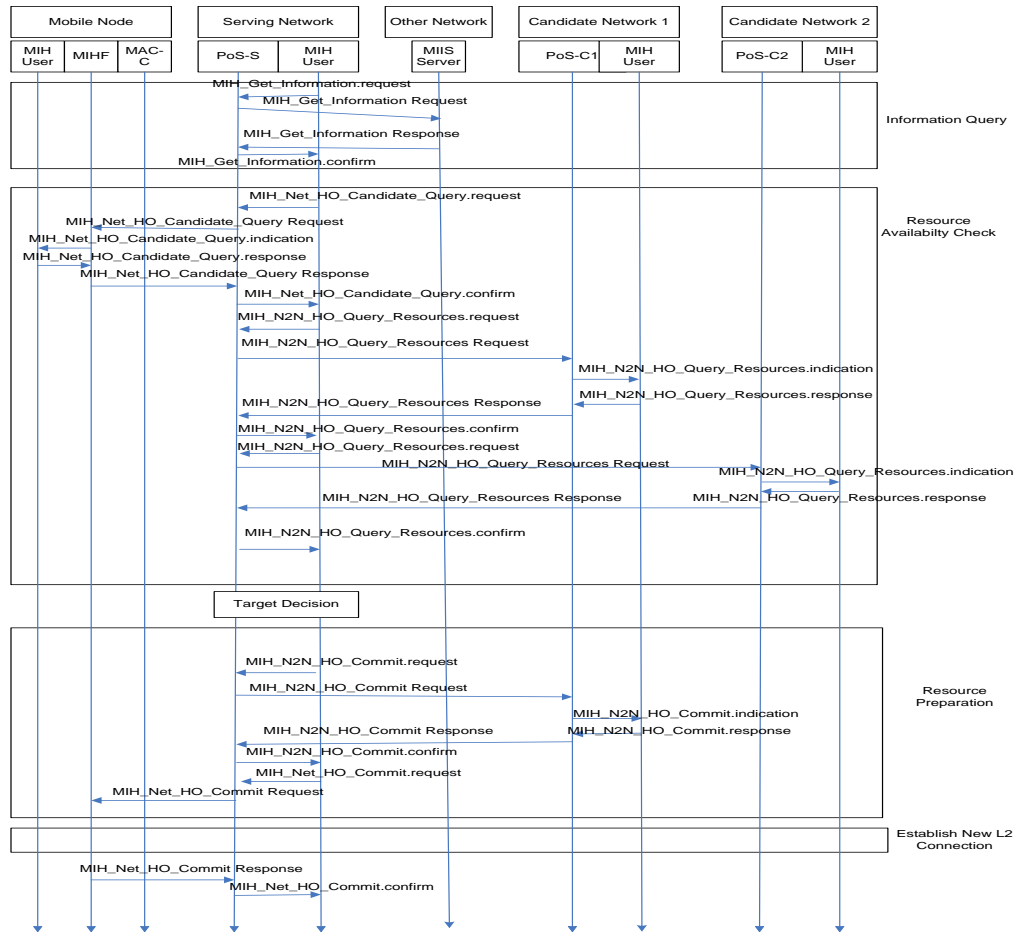 Mobile Node
Serving Network
Other Network
Candidate Network 1
Candidate Network 2
MIH
User
MIHF
MAC-
C
PoS-S
MIH
User
MIIS
Server
PoS-C1
MIH
User
PoS-C2
MIH
User
MIH_Get_Information.request
MIH_Get_Information Request
Information Query
MIH_Get_Information Response
MIH_Get_Information.confirm
MIH_Net_HO_Candidate_Query.request
MIH_Net_HO_Candidate_Query Request
Resource
Availabilty Check
MIH_Net_HO_Candidate_Query.indication
MIH_Net_HO_Candidate_Query.response
MIH_Net_HO_Candidate_Query Response
MIH_Net_HO_Candidate_Query.confirm
MIH_N2N_HO_Query_Resources.request
MIH_N2N_HO_Query_Resources Request
MIH_N2N_HO_Query_Resources.indication
MIH_N2N_HO_Query_Resources.response
MIH_N2N_HO_Query_Resources Response
MIH_N2N_HO_Query_Resources.confirm
MIH_N2N_HO_Query_Resources.request
MIH_N2N_HO_Query_Resources Request
MIH_N2N_HO_Query_Resources.indication
MIH_N2N_HO_Query_Resources Response
MIH_N2N_HO_Query_Resources.response
MIH_N2N_HO_Query_Resources.confirm
Target Decision
MIH_N2N_HO_Commit.request
MIH_N2N_HO_Commit Request
Resource
Preparation
MIH_N2N_HO_Commit.indication
MIH_N2N_HO_Commit Response
MIH_N2N_HO_Commit.response
MIH_N2N_HO_Commit.confirm
MIH_Net_HO_Commit.request
MIH_Net_HO_Commit Request
Establish New L2
Connection
MIH_Net_HO_Commit Response
MIH_Net_HO_Commit.confirm